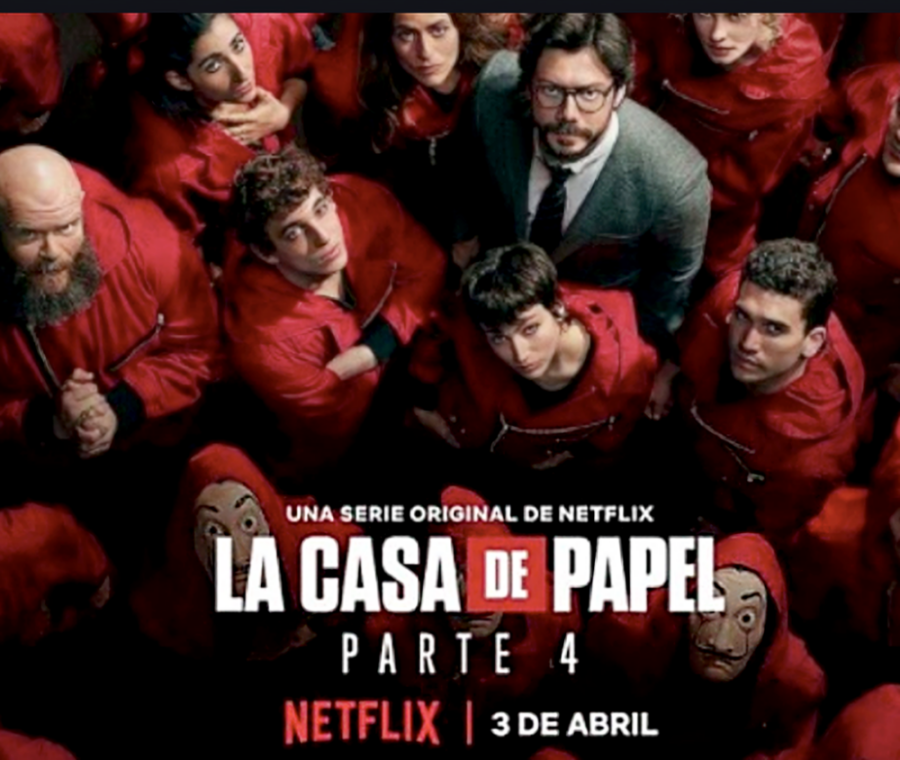 UNA SERIE ORIGINAL DE NETFLIX
LA CASA DE PAPEL
PARTE 4
NETFLIX | 3 DE ABRIL